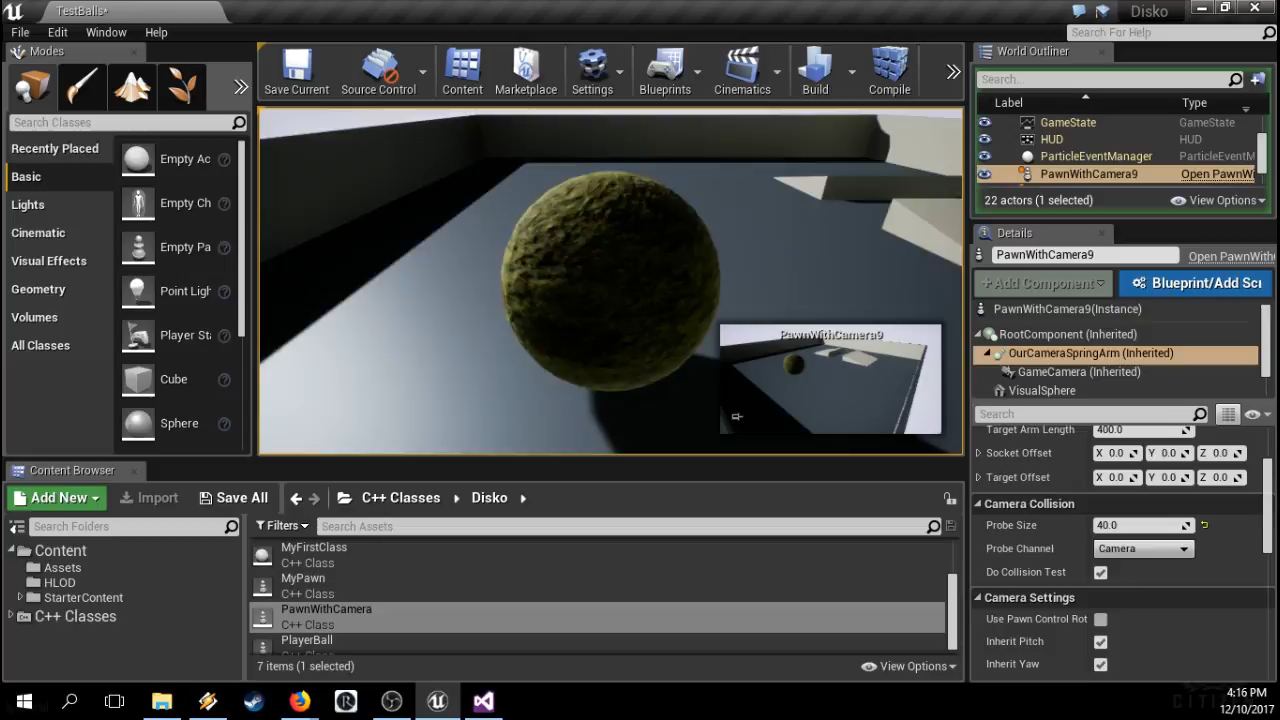 TestBalls*
Disko
File Edit Window Help
Search For Help
Modes
Search Classes
Recently Placed
Basic
Lights
Cinematic
Visual Effects
Geometry
Volumes
All Classes
Empty Ac
Empty Ch
Empty Pa
Point Ligh
Player Sta
Cube
Sphere
Save Current
Source Control
Content
Marketplace
Settings
Blueprints
Cinematics
Build
Compile
PawnWithCamera9
World Outliner
Search...
Label Type
GameState GameState
HUD HUD
ParticleEventManager ParticleEventM
PawnWithCamera9 Open PawnWi
22 actors (1 selected) View Options
Details
PawnWithCamera9 Open PawnWith
+Add Component Blueprint/Add Scr
PawnWithCamera9(Instance)
RootComponent (Inherited)
OurCameraSpringArm (Inherited)
GameCamera (Inherited)
VisualSphere
Search
Target Arm Length 400.0
Socket Offset X 0.0 Y 0.0 Z 0.0
Target Offset X 0.0 Y 0.0 Z 0.0
Camera Collision
Probe Size 40.0
Probe Channel Camera
Do Collision Test
Camera Settings
Use Pawn Control Rot
Inherit Pitch
Inherit Yaw
Content Browser
Add New Import Save All C++ Classes Disko
Search Folders
Content
Assets
HLOD
StarterContent
C++ Classes
Filters Search Assets
MyFirstClass
C++ Class
MyPawn
C++ Class
PawnWithCamera
C++ Class
PlayerBall
7 items (1 selected) View Options
4:16 PM
12/10/2017